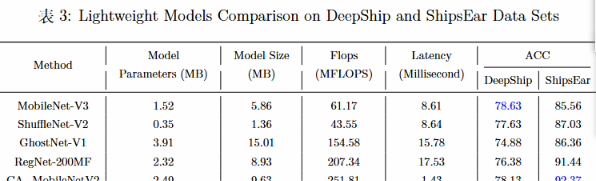 表 3: Lightweight Models Comparison on DeepShip and ShipsEar Data Sets
Method Model Parameters (MB) Model Size (MB) Flops (MFLOPS) Latency (Millisecond) ACC
DeepShip ShipsEar
MobileNet-V3 1.52 5.86 61.17 8.61 78.63 85.56
ShuffleNet-V2 0.35 1.36 43.55 8.64 77.63 87.03
GhostNet-V1 3.91 15.01 154.58 15.78 74.88 86.36
RegNet-200MF 2.32 8.93 207.34 17.53 76.38 91.44
CA_MobileNetV2 2.49 9.63 251.81 1.43 78.13 92.37